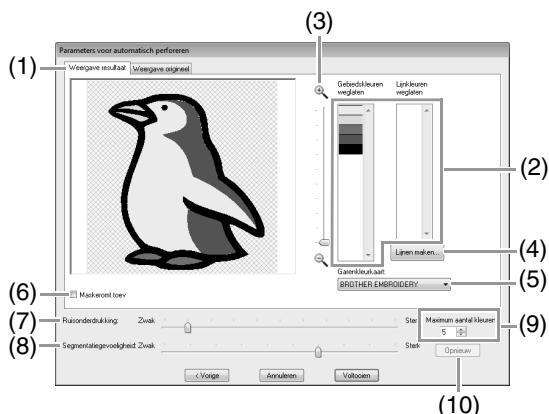 (3)
Parameters voor automatisch perforeren
(1)
Weergave resultaat Weergave origineel
Gebiedskleuren weglaten
Lijnkleuren weglaten
(2)
(4)
Lijnen maken...
Garenkleurkaart
(5)
BROTHER EMBROIDERY
(6)
Maskeromt.toev
(7)
Ruisonderdrukking: Zwak Ster
Maximum aantal kleuren
5
(9)
(8)
Segmentatiegevoeligheid: Zwak Sterk
Opnieuw
< Vorige Annuleren Voltooien
(10)